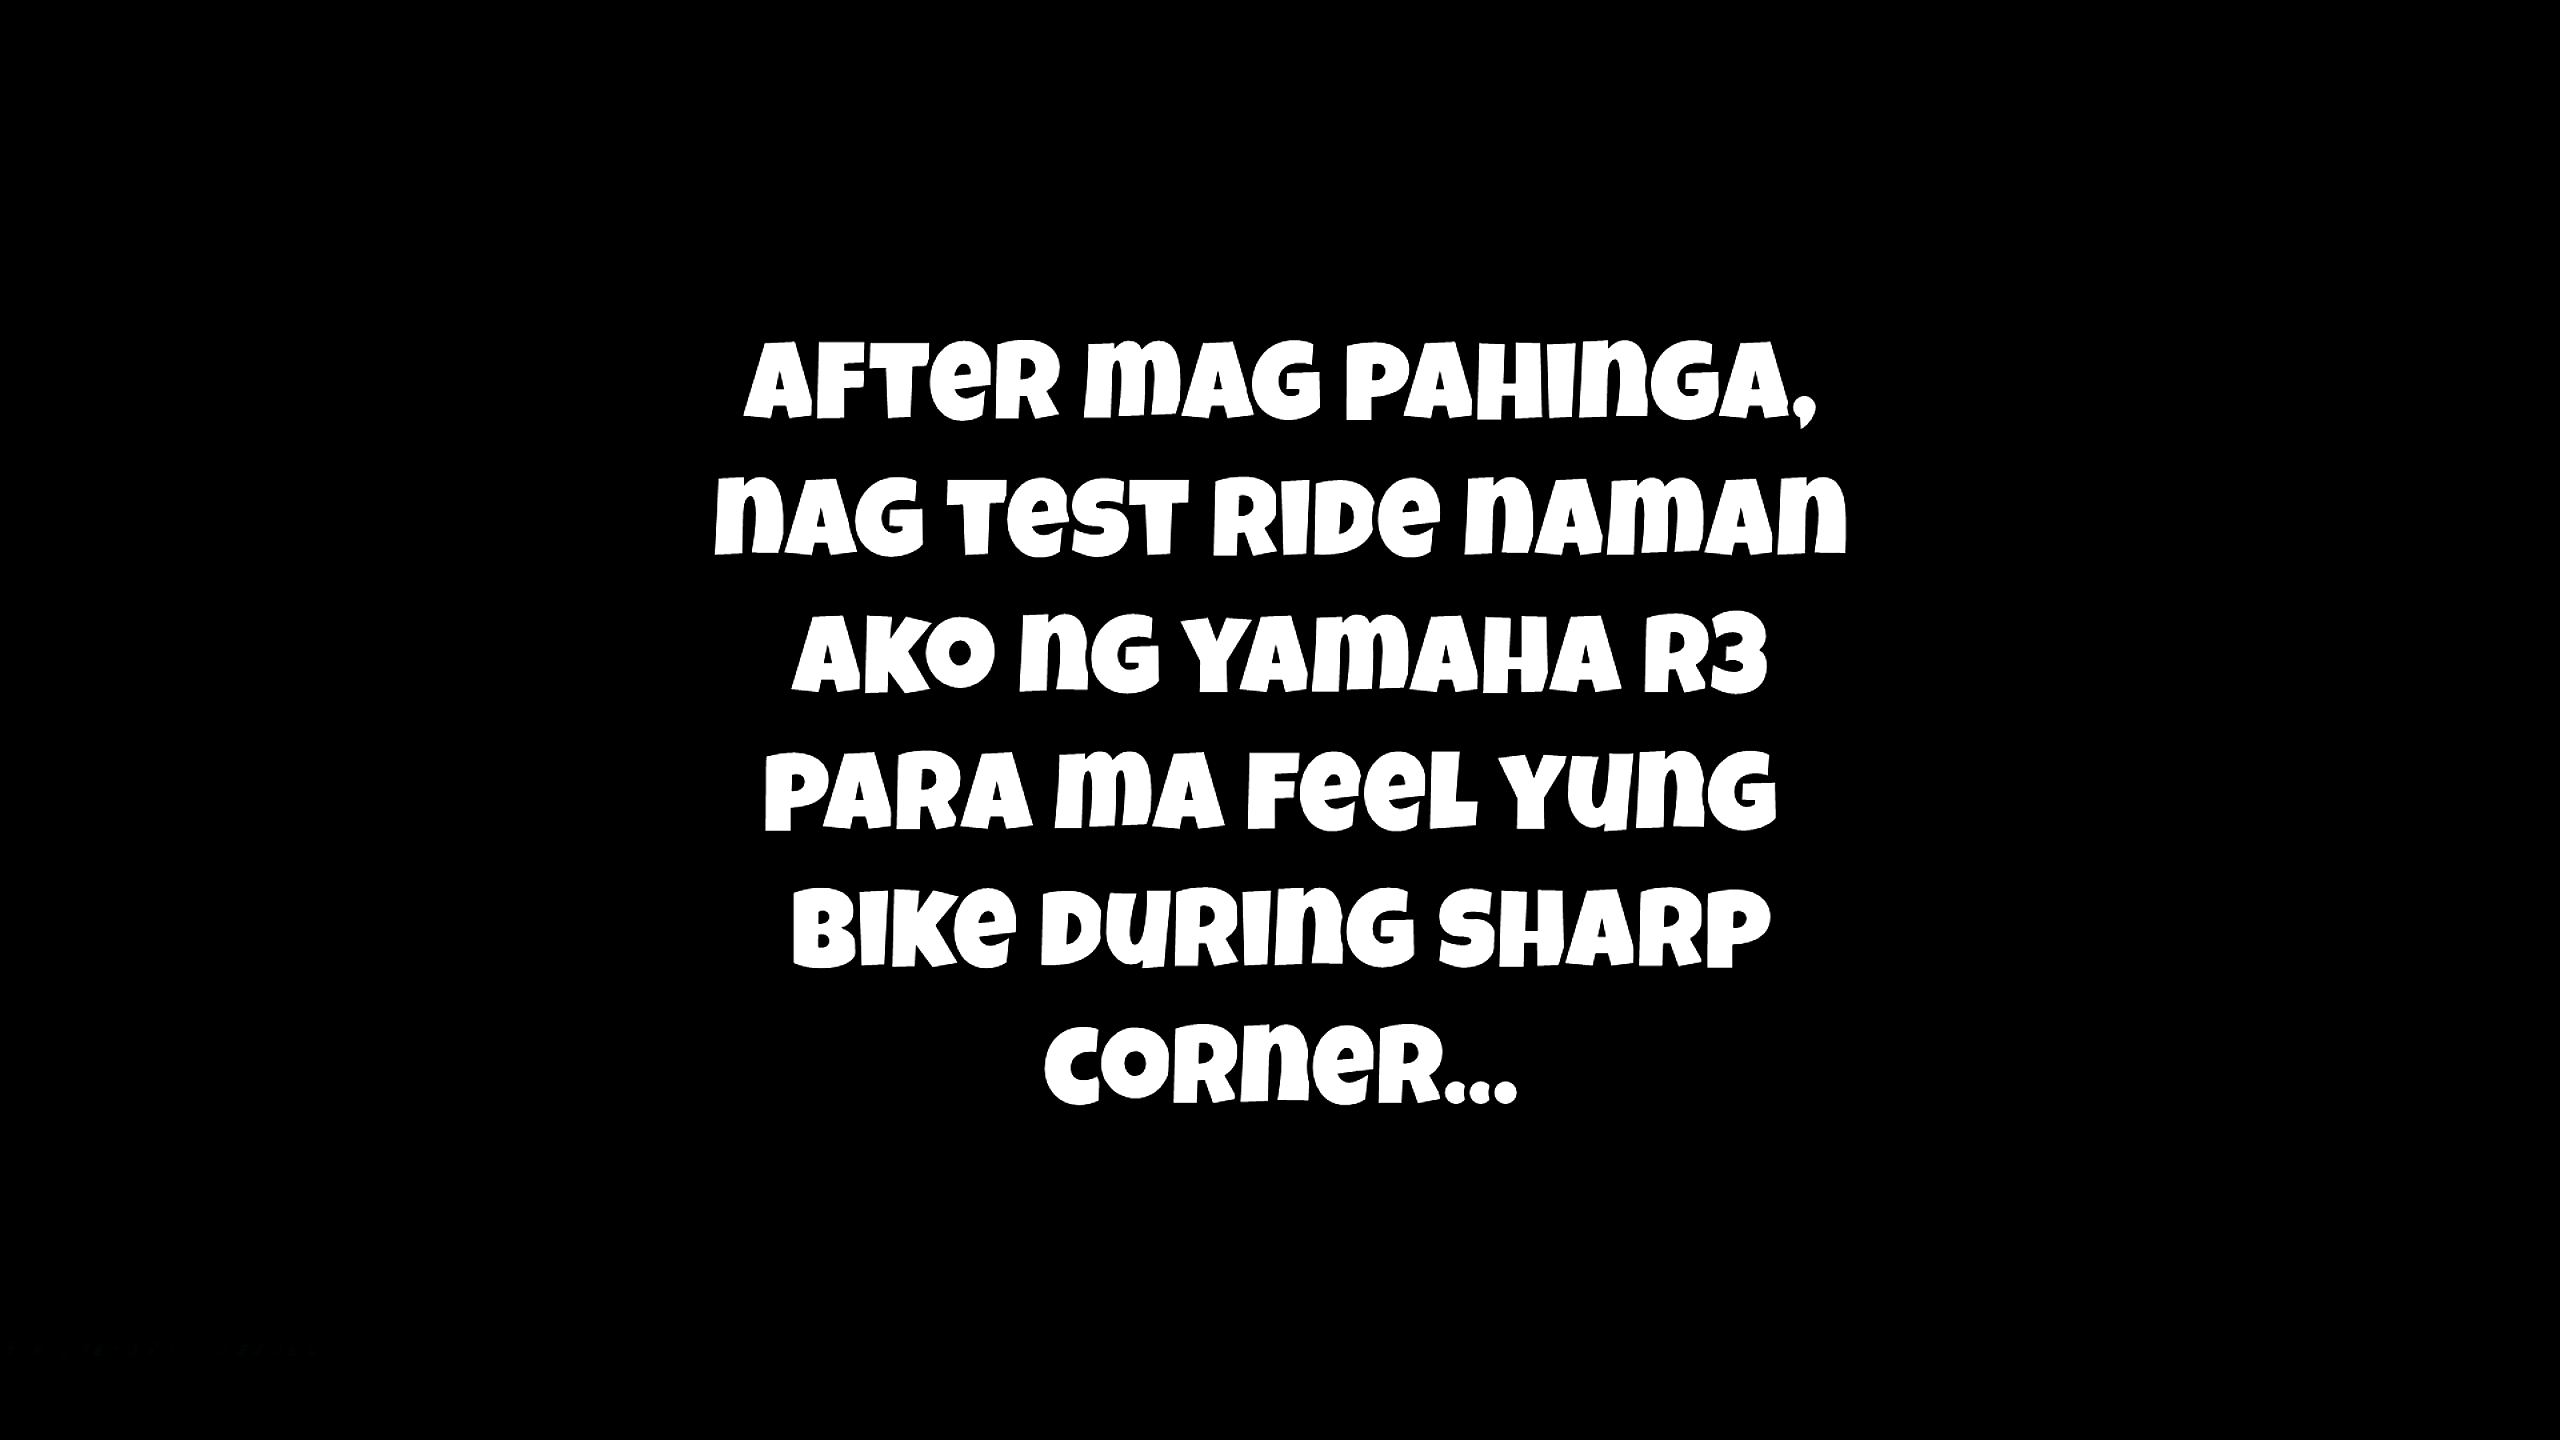 After mag pahinga,
nag test ride naman
ako ng Yamaha R3
para ma feel yung
bike during sharp
corner...